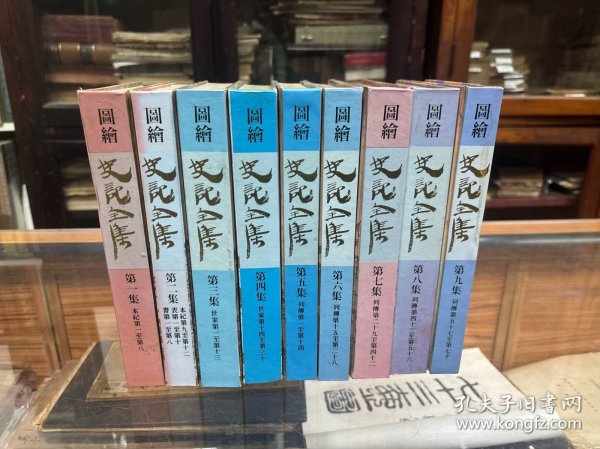 圖繪
史記全集
第一集
本紀第一至第八
圖繪
史記全集
第二集
本紀第九至第十二
表第一至第十
書第一至第八
圖繪
史記全集
第三集
世家第一至第十三
圖繪
史記全集
第四集
世家第十四至第三十
圖繪
史記全集
第五集
列傳第一至第十四
圖繪
史記全集
第六集
列傳第十五至第二十八
圖繪
史記全集
第七集
列傳第二十九至第四十二
圖繪
史記全集
第八集
列傳第四十三至第五十六
圖繪
史記全集
第九集
列傳第五十七至第七十
孔夫子旧书网
www.kongfz.com